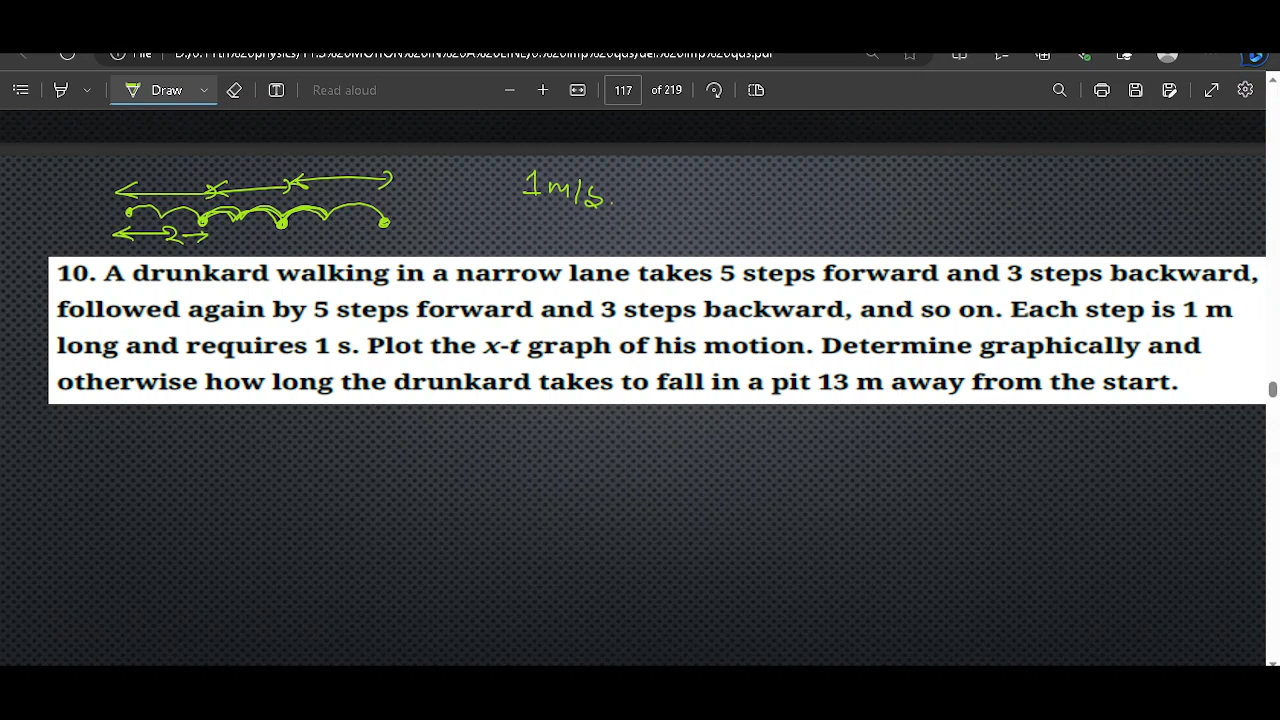 Draw
Read aloud
117
of 219
1m/s.
2
10. A drunkard walking in a narrow lane takes 5 steps forward and 3 steps backward,
followed again by 5 steps forward and 3 steps backward, and so on. Each step is 1 m
long and requires 1 s. Plot the x-t graph of his motion. Determine graphically and
otherwise how long the drunkard takes to fall in a pit 13 m away from the start.